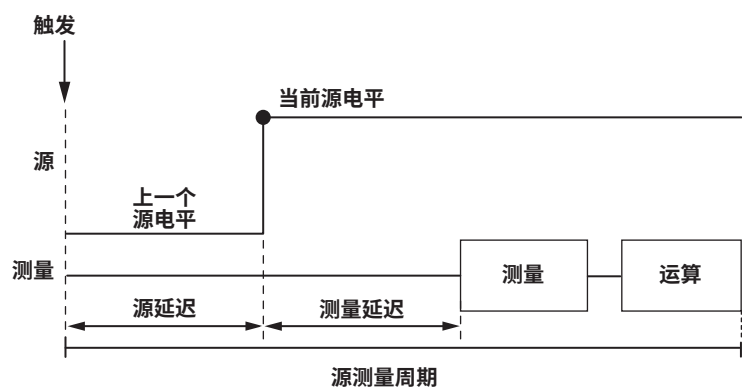 触发
当前源电平
源
上一个
源电平
测量
测量
运算
源延迟
测量延迟
源测量周期